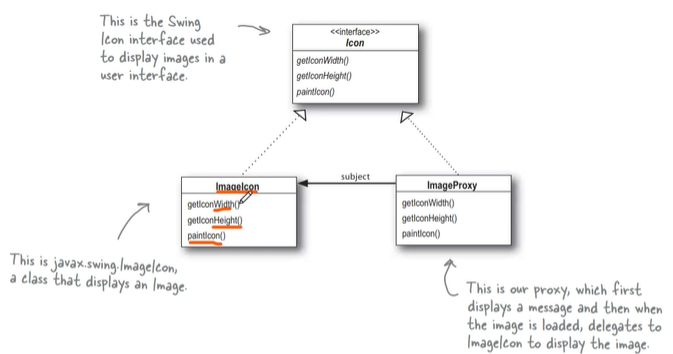 This is the Swing
Icon interface used
to display images in a
user interface.
<<interface>>
Icon
getIconWidth()
getIconHeight()
paintIcon()
subject
ImageIcon
getIconWidth()
getIconHeight()
paintIcon()
ImageProxy
getIconWidth()
getIconHeight()
paintIcon()
This is javax.swing.ImageIcon,
a class that displays an Image.
This is our proxy, which first
displays a message and then when
the image is loaded, delegates to
ImageIcon to display the image.